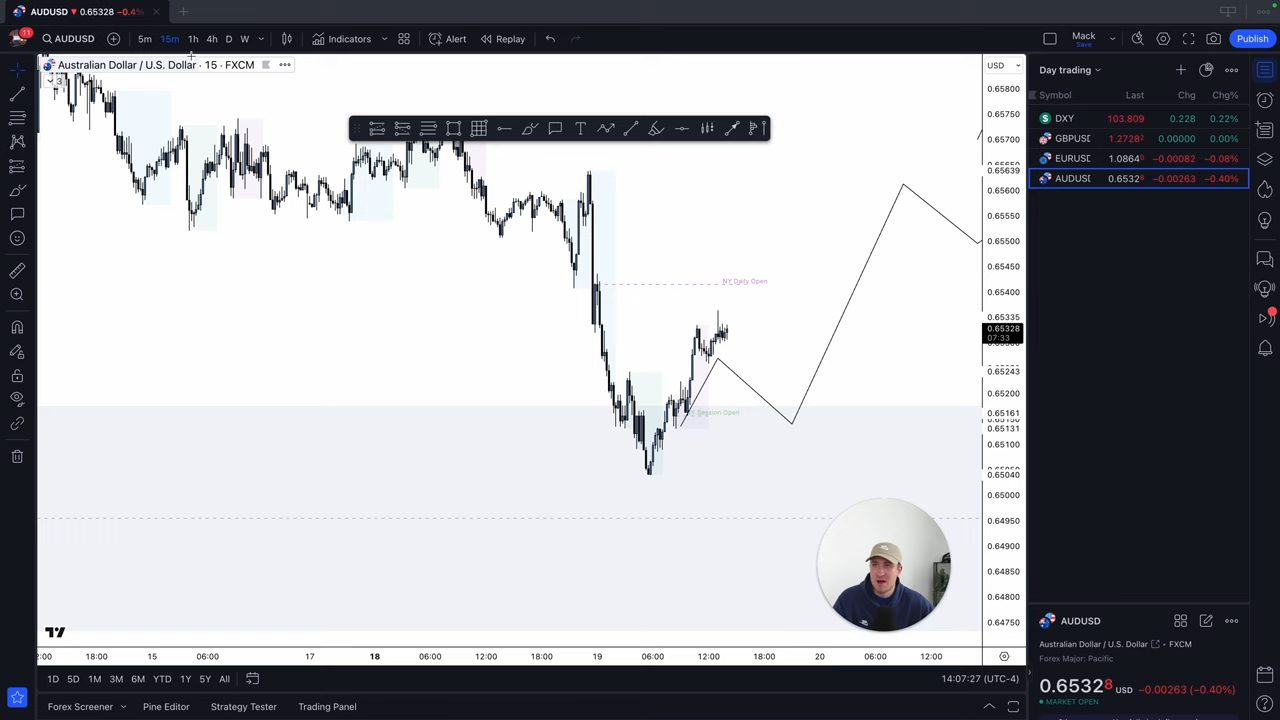 AUDUSD ▼ 0.65328 −0.4%
11
AUDUSD
5m 15m 1h 4h D W
Indicators
Alert
Replay
Mack
Save
Publish
Australian Dollar / U.S. Dollar · 15 · FXCM
3
USD
0.65800
0.65750
0.65700
0.65639
0.65600
0.65550
0.65500
0.65450
0.65400
0.65335
0.65328
07:33
0.65243
0.65200
0.65161
0.65131
0.65100
0.65040
0.65000
0.64950
0.64900
0.64850
0.64800
0.64750
NY Daily Open
Session Open
18:00 15 06:00 17 18:00 18 06:00 12:00 18:00 19 06:00 12:00 18:00 20 06:00 12:00
1D 5D 1M 3M 6M YTD 1Y 5Y All
14:07:27 (UTC-4)
Forex Screener
Pine Editor
Strategy Tester
Trading Panel
Day trading
Symbol Last Chg Chg%
DXY 103.809 0.228 0.22%
GBPUSD 1.2728² 0.00000 0.00%
EURUSD 1.0864⁰ −0.00082 −0.08%
AUDUSD 0.6532⁸ −0.00263 −0.40%
AUDUSD
Australian Dollar / U.S. Dollar FXCM
Forex Major: Pacific
0.65328 USD −0.00263 (−0.40%)
MARKET OPEN